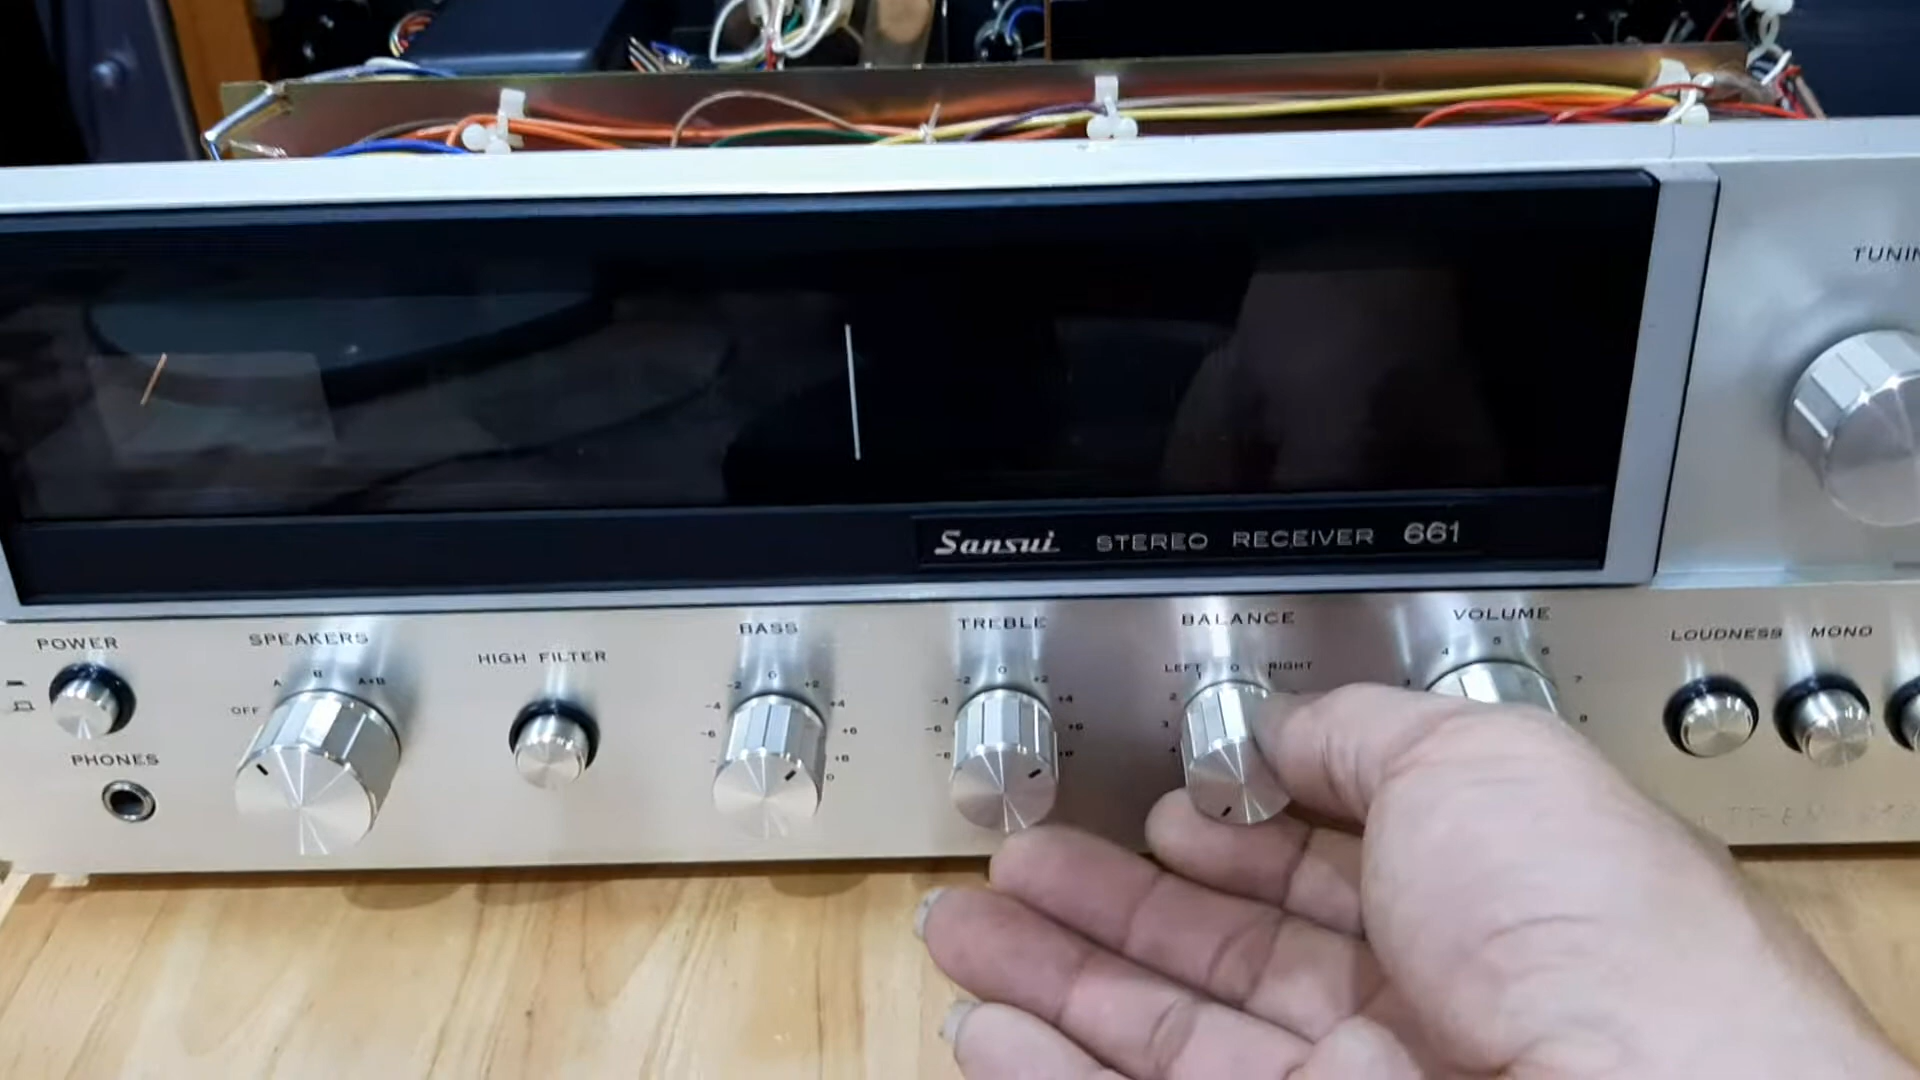 TUNIN
Sansui STEREO RECEIVER 661
POWER
SPEAKERS
OFF A B A+B
HIGH FILTER
BASS
-6 -4 -2 0 +2 +4 +6 +8
TREBLE
-8 -6 -4 -2 0 +2 +4 +6 +8
BALANCE
LEFT 0 RIGHT
2 3 4
VOLUME
3 4 5 6 7 8
LOUDNESS MONO
PHONES